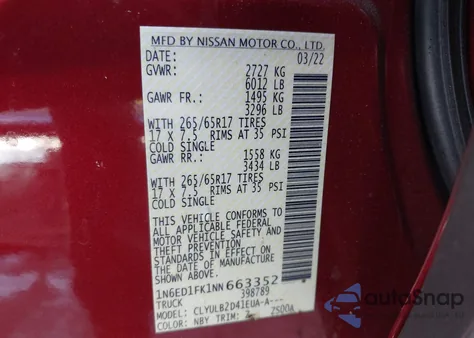 MFD BY NISSAN MOTOR CO., LTD.
DATE: 03/22
GVWR: 2727 KG
6012 LB
GAWR FR.: 1495 KG
3296 LB
WITH 265/65R17 TIRES
17 X 7.5 RIMS AT 35 PSI
COLD SINGLE
GAWR RR.: 1558 KG
3434 LB
WITH 265/65R17 TIRES
17 X 7.5 RIMS AT 35 PSI
COLD SINGLE
THIS VEHICLE CONFORMS TO
ALL APPLICABLE FEDERAL
MOTOR VEHICLE SAFETY AND
THEFT PREVENTION
STANDARDS IN EFFECT ON
THE DATE OF MANUFACTURE
SHOWN ABOVE.
1N6ED1FK1NN663352
TRUCK 398789
MODEL: CLYULB2D41EUA-A---
COLOR: NBY TRIM: Z 2S00A
AutoSnap